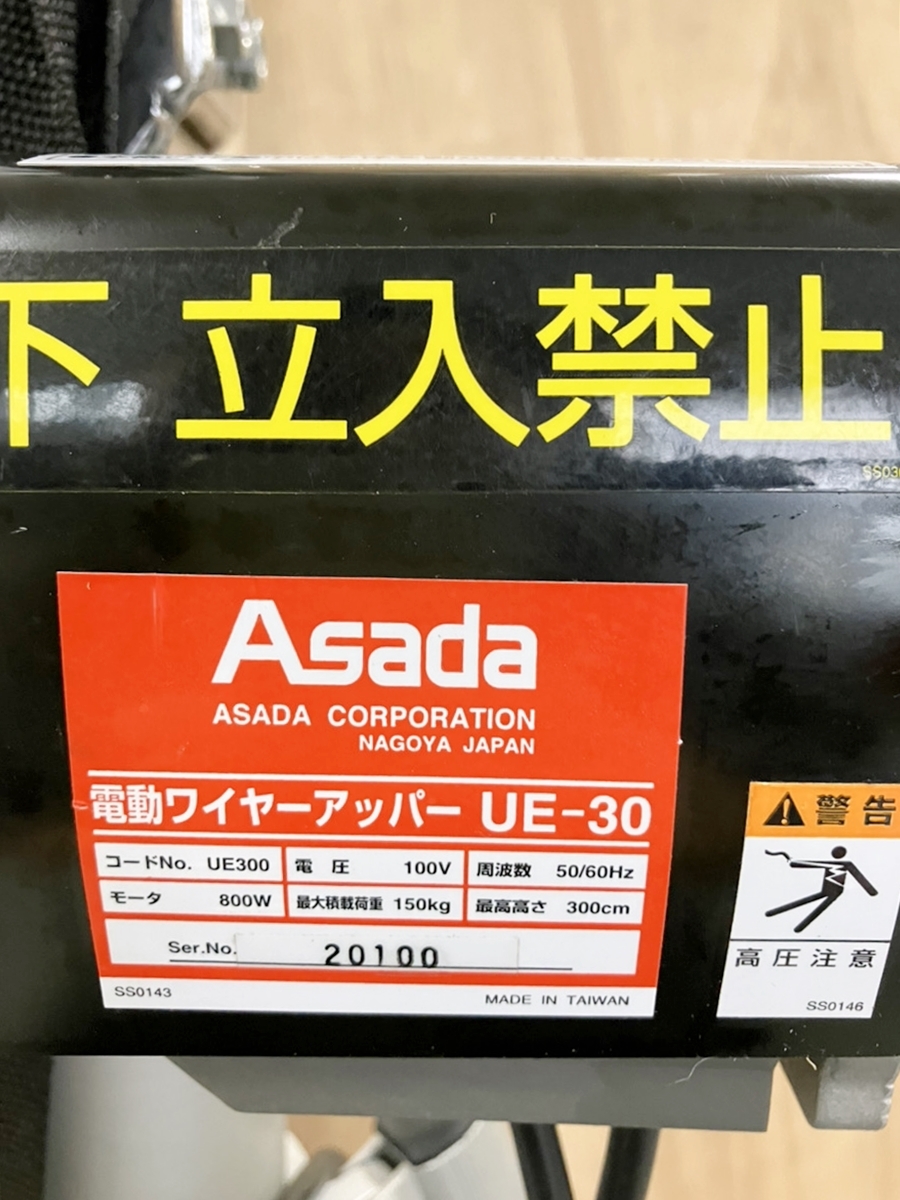 下 立入禁止
Asada
ASADA CORPORATION
NAGOYA JAPAN
電動ワイヤーアッパー UE-30
コードNo. UE300 電圧 100V 周波数 50/60Hz
モータ 800W 最大積載荷重 150kg 最高高さ 300cm
Ser.No. 20100
SS0143 MADE IN TAIWAN
警告
高圧注意
SS0146